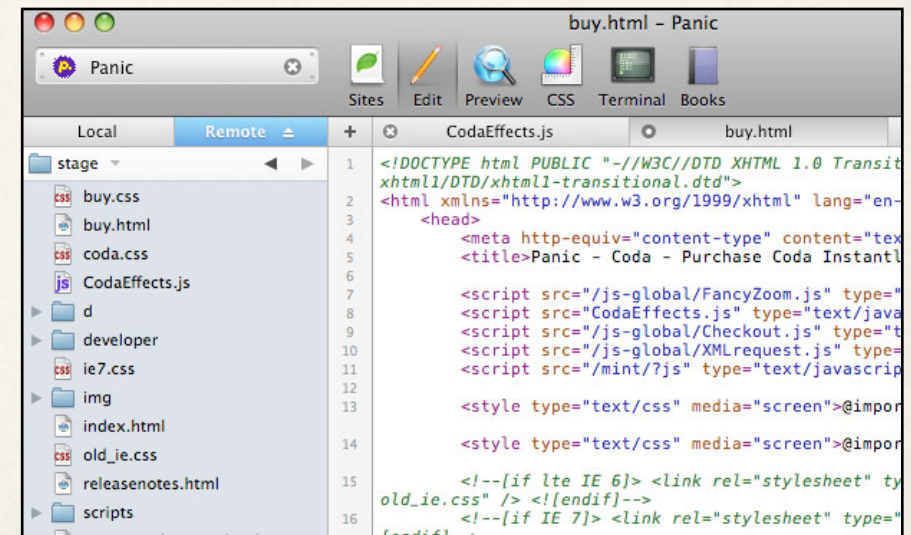 buy.html – Panic
Panic
Sites Edit Preview CSS Terminal Books
Local Remote
+ CodaEffects.js buy.html
stage
css buy.css
buy.html
css coda.css
js CodaEffects.js
d
developer
css ie7.css
img
index.html
css old_ie.css
releasenotes.html
scripts
1 <!DOCTYPE html PUBLIC "-//W3C//DTD XHTML 1.0 Transit
xhtml1/DTD/xhtml1-transitional.dtd">
2 <html xmlns="http://www.w3.org/1999/xhtml" lang="en-
3 <head>
4 <meta http-equiv="content-type" content="tex
5 <title>Panic - Coda - Purchase Coda Instantl
6
7 <script src="/js-global/FancyZoom.js" type="
8 <script src="CodaEffects.js" type="text/java
9 <script src="/js-global/Checkout.js" type="t
10 <script src="/js-global/XMLrequest.js" type=
11 <script src="/mint/?js" type="text/javascrip
12
13 <style type="text/css" media="screen">@impor
14 <style type="text/css" media="screen">@impor
15 <!--[if lte IE 6]> <link rel="stylesheet" ty
old_ie.css" /> <![endif]-->
16 <!--[if IE 7]> <link rel="stylesheet" type="